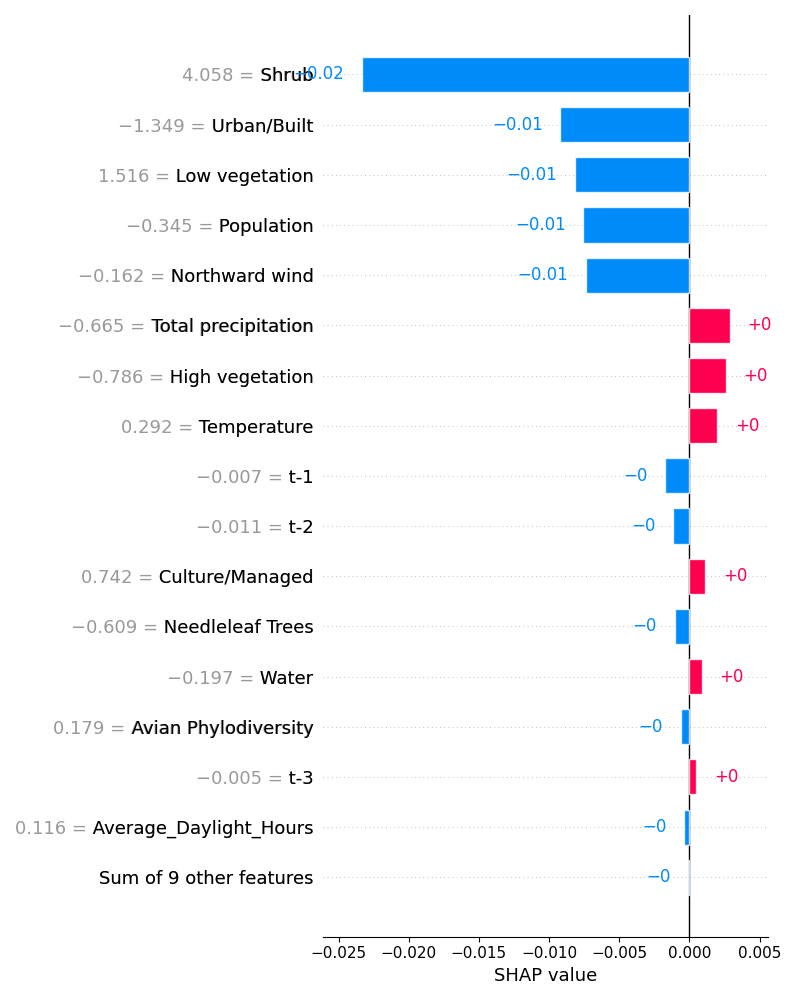 4.058 = Shrub −0.02
−1.349 = Urban/Built −0.01
1.516 = Low vegetation −0.01
−0.345 = Population −0.01
−0.162 = Northward wind −0.01
−0.665 = Total precipitation +0
−0.786 = High vegetation +0
0.292 = Temperature +0
−0.007 = t-1 −0
−0.011 = t-2 −0
0.742 = Culture/Managed +0
−0.609 = Needleleaf Trees −0
−0.197 = Water +0
0.179 = Avian Phylodiversity −0
−0.005 = t-3 +0
0.116 = Average_Daylight_Hours −0
Sum of 9 other features −0
−0.025 −0.020 −0.015 −0.010 −0.005 0.000 0.005
SHAP value